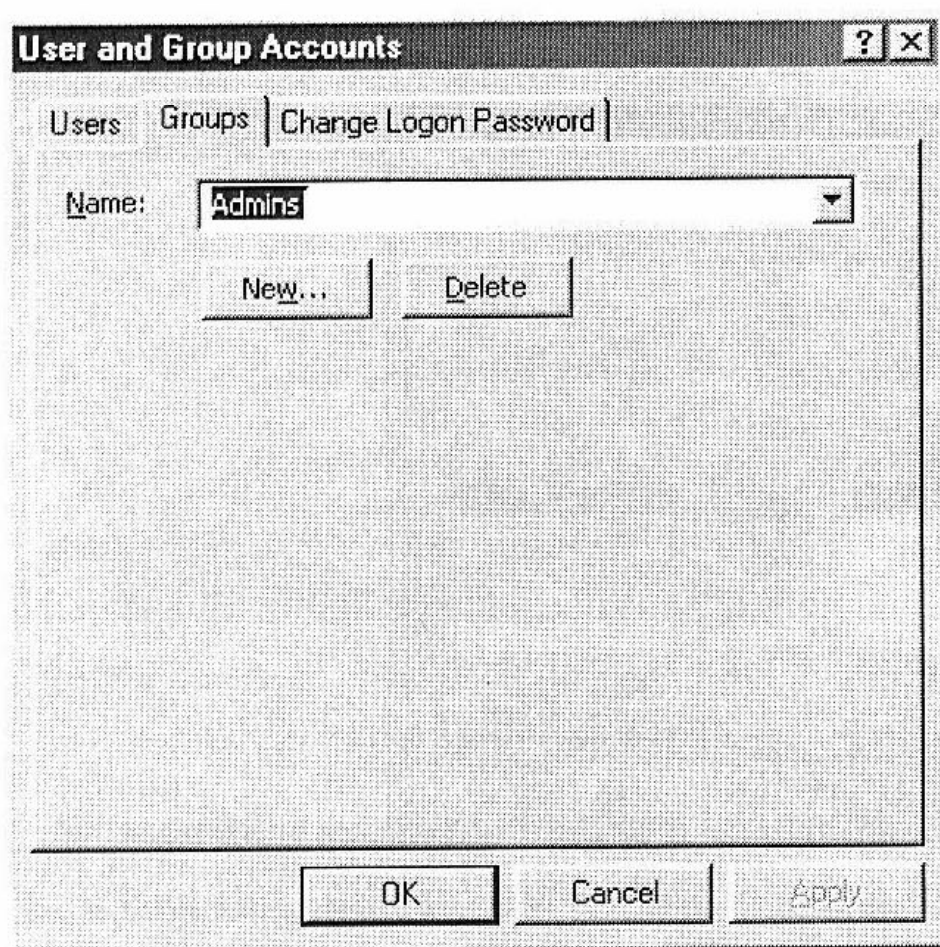 User and Group Accounts
Users Groups Change Logon Password
Name: Admins
New... Delete
OK Cancel Apply